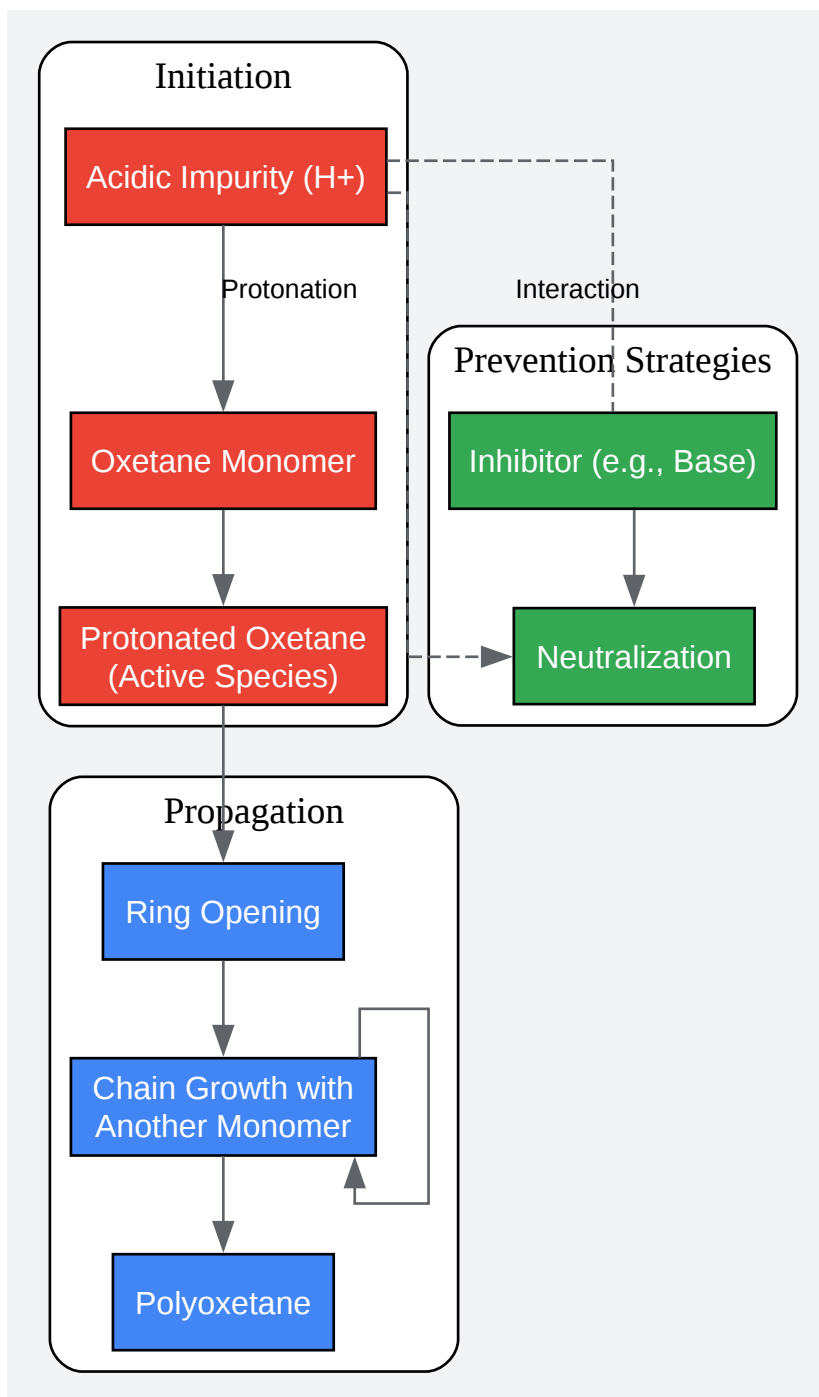 Initiation
Acidic Impurity (H+)
Protonation
Interaction
Prevention Strategies
Oxetane Monomer
Inhibitor (e.g., Base)
Protonated Oxetane
(Active Species)
Neutralization
Propagation
Ring Opening
Chain Growth with
Another Monomer
Polyoxetane